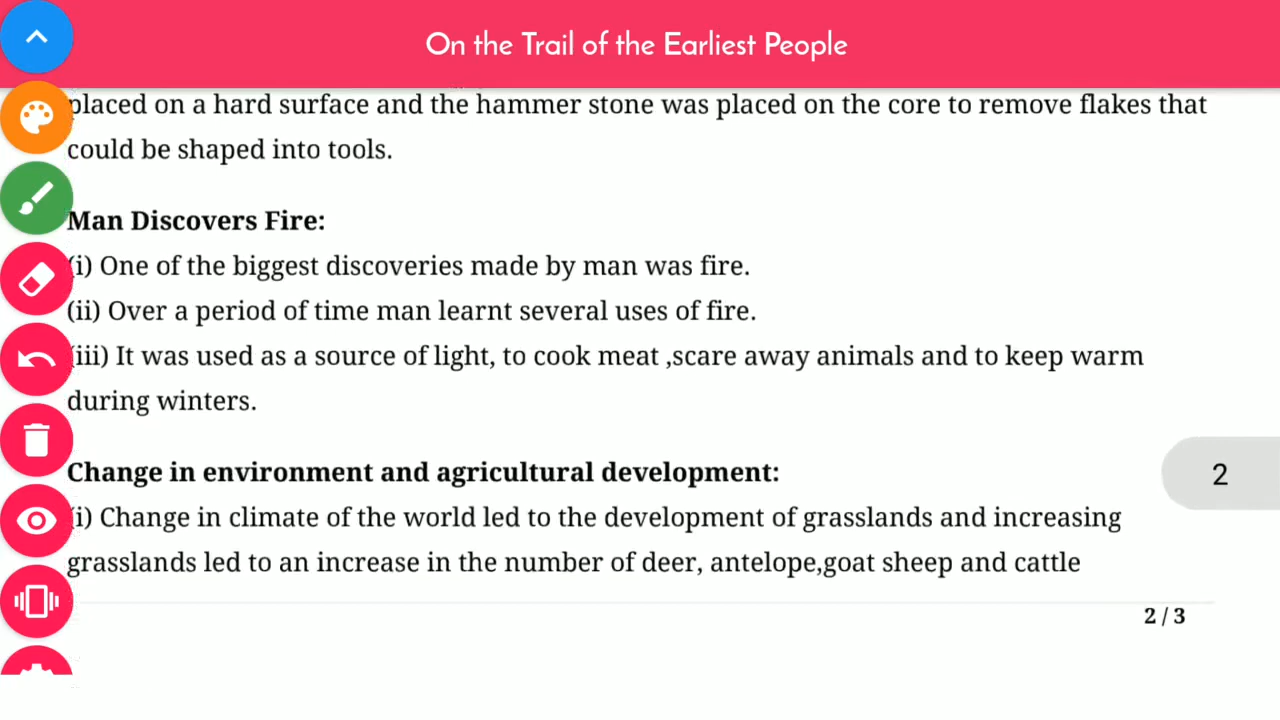 On the Trail of the Earliest People
placed on a hard surface and the hammer stone was placed on the core to remove flakes that
could be shaped into tools.
Man Discovers Fire:
(i) One of the biggest discoveries made by man was fire.
(ii) Over a period of time man learnt several uses of fire.
(iii) It was used as a source of light, to cook meat ,scare away animals and to keep warm
during winters.
Change in environment and agricultural development:
2
(i) Change in climate of the world led to the development of grasslands and increasing
grasslands led to an increase in the number of deer, antelope,goat sheep and cattle
2 / 3